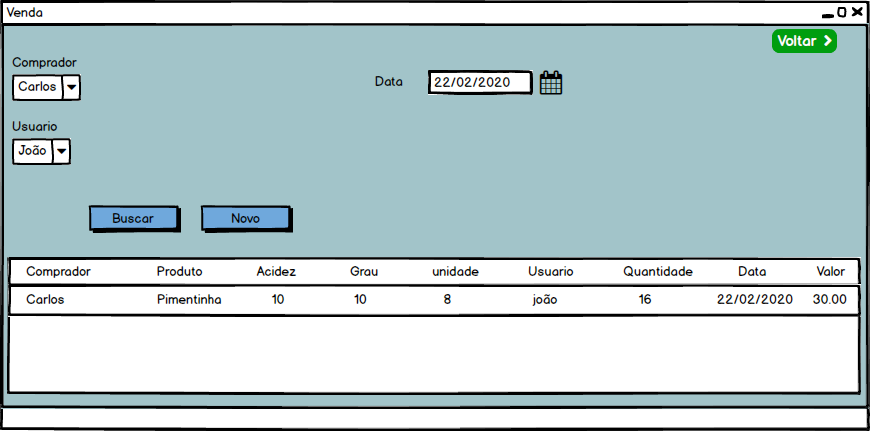 Venda
Voltar
Comprador
Carlos
Data
22/02/2020
Usuario
João
Buscar
Novo
Comprador Produto Acidez Grau unidade Usuario Quantidade Data Valor
Carlos Pimentinha 10 10 8 joão 16 22/02/2020 30.00